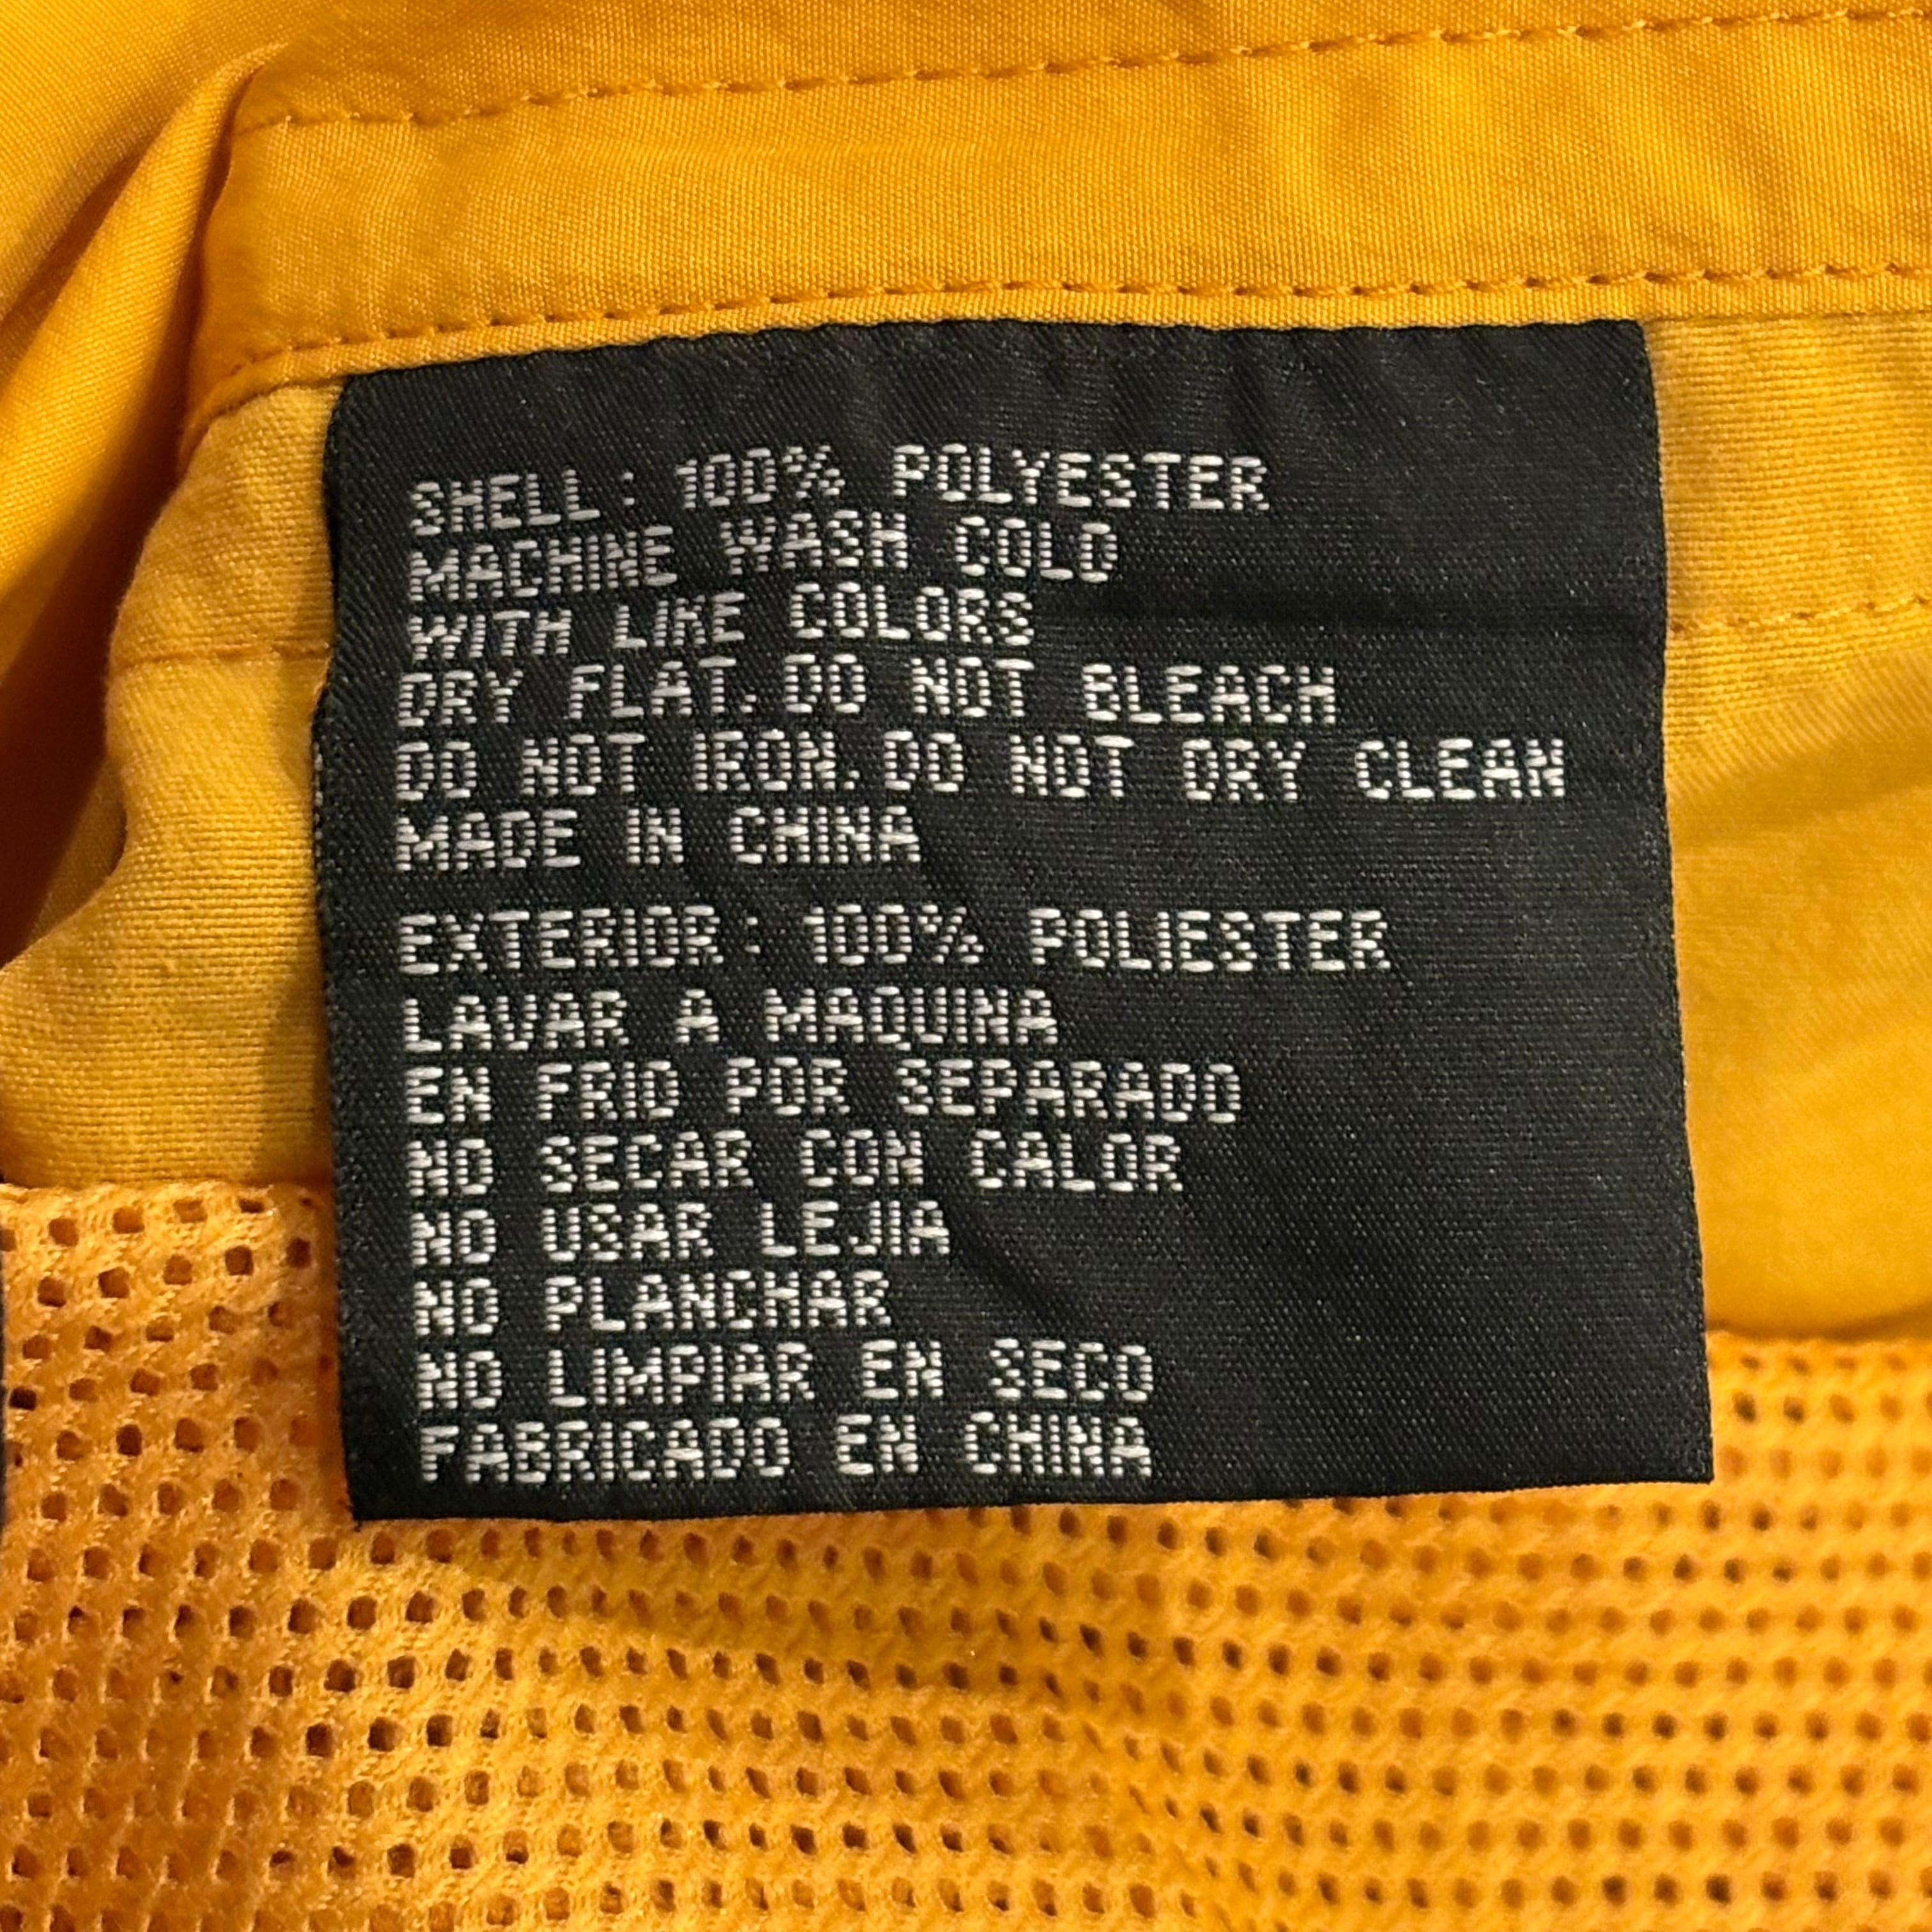 SHELL: 100% POLYESTER
MACHINE WASH COLD
WITH LIKE COLORS
DRY FLAT. DO NOT BLEACH
DO NOT IRON. DO NOT DRY CLEAN
MADE IN CHINA
EXTERIOR: 100% POLIESTER
LAVAR A MAQUINA
EN FRIO POR SEPARADO
NO SECAR CON CALOR
NO USAR LEJIA
NO PLANCHAR
NO LIMPIAR EN SECO
FABRICADO EN CHINA